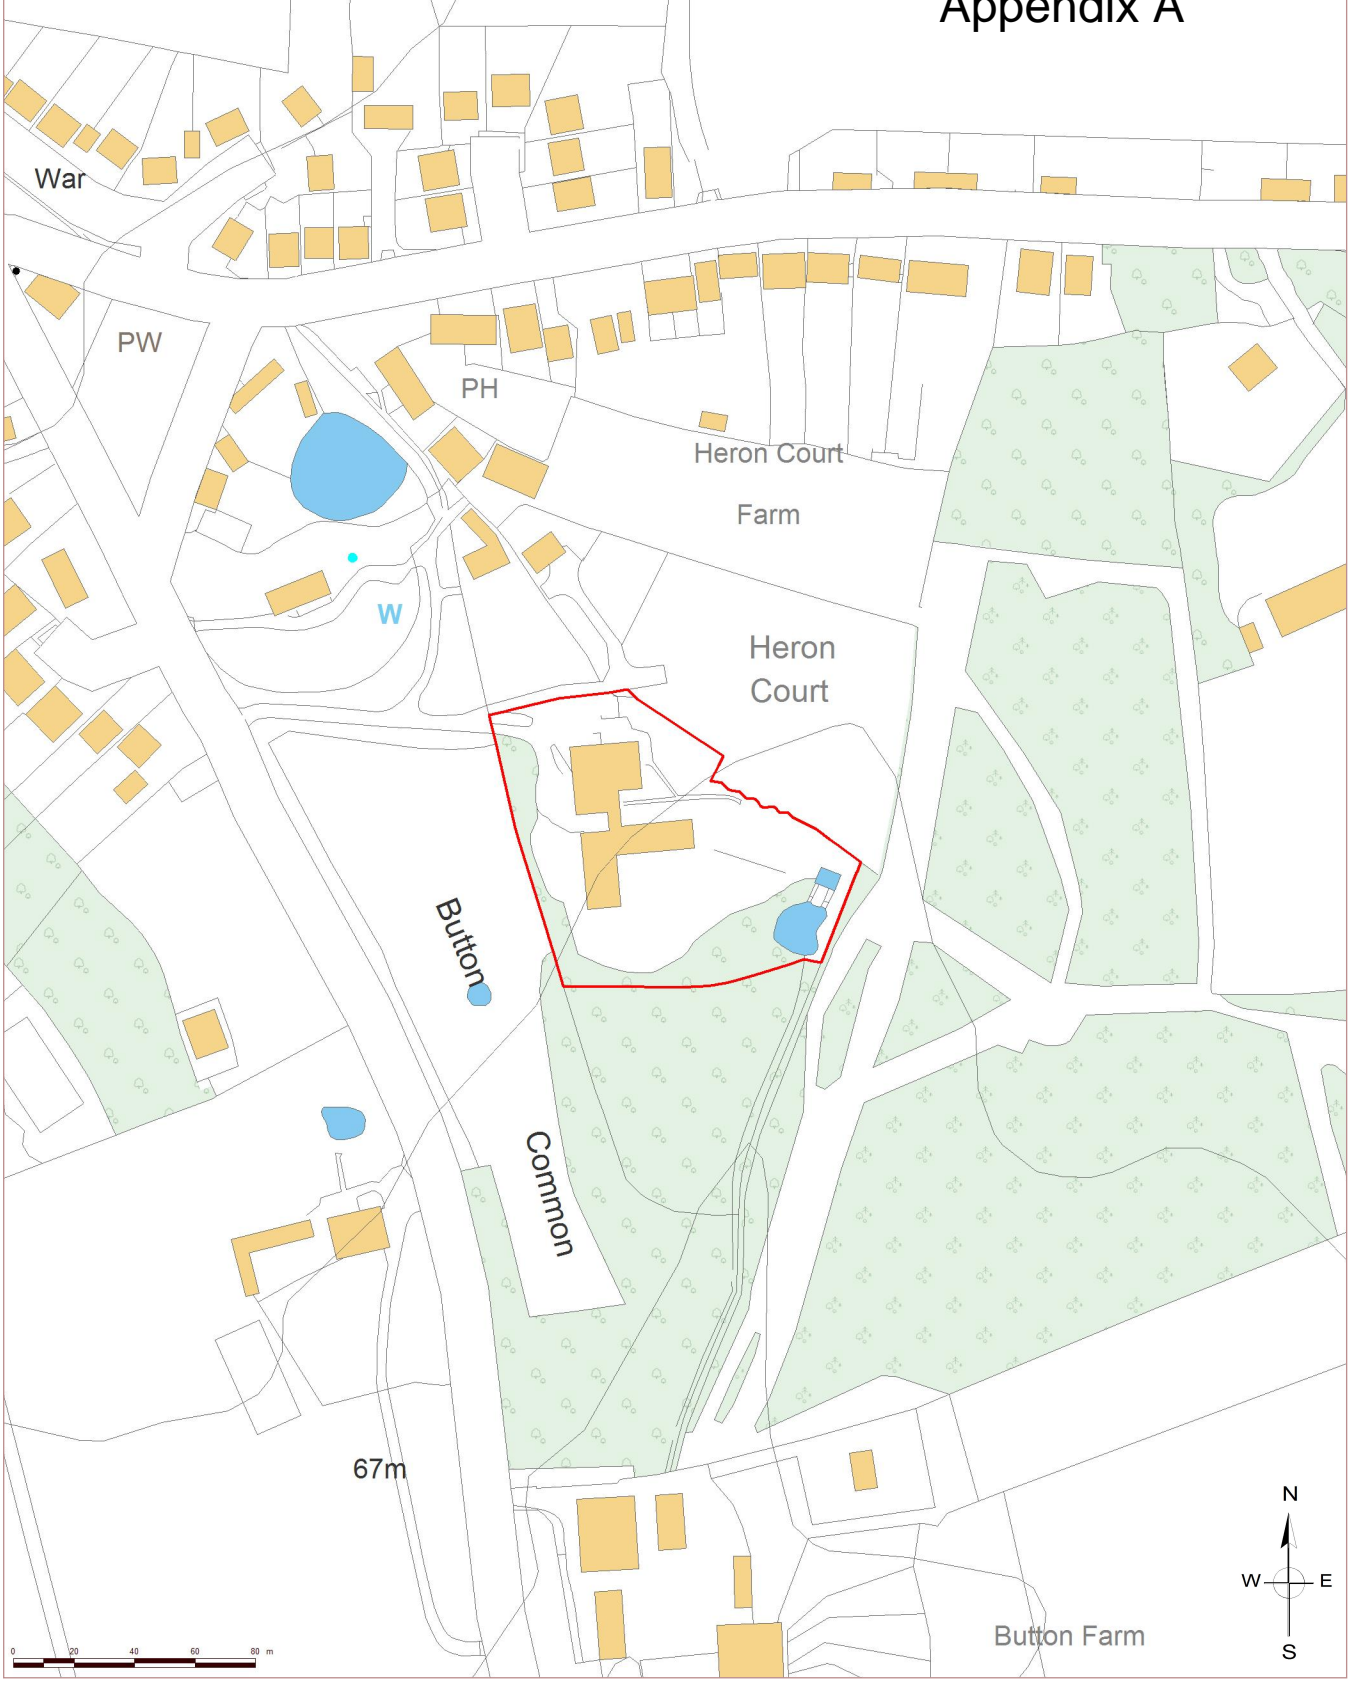 Appendix A
War
PW
PH
Heron Court
Farm
W
Heron
Court
Button
Common
67m
N
W E
S
0 20 40 60 80 m
Button Farm